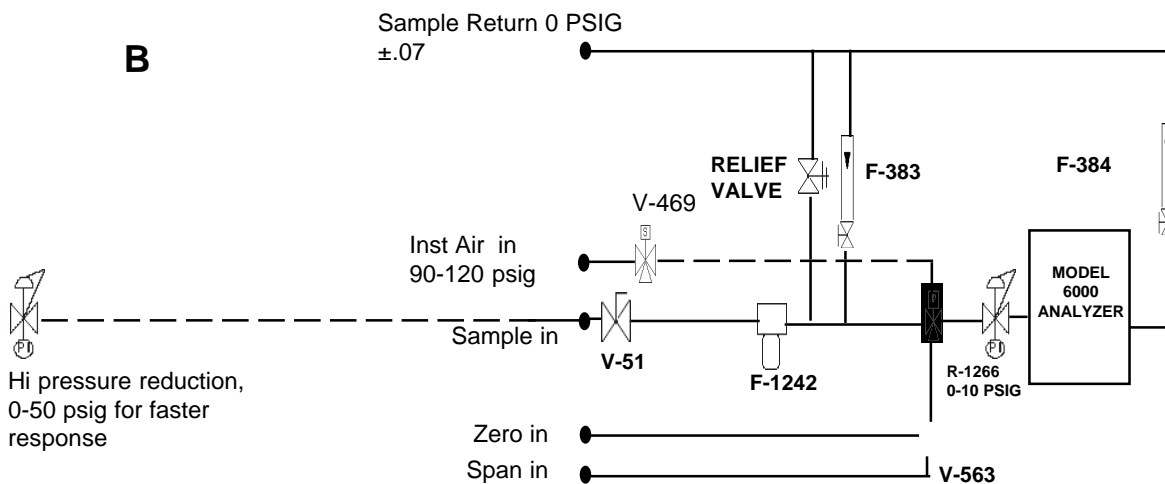 Sample Return 0 PSIG
±.07
B
RELIEF
VALVE
F-383
F-384
V-469
S
Inst Air in
90-120 psig
MODEL
6000
ANALYZER
P
Sample in
V-51
F-1242
PI
PI
R-1266
0-10 PSIG
Hi pressure reduction,
0-50 psig for faster
response
Zero in
Span in
V-563